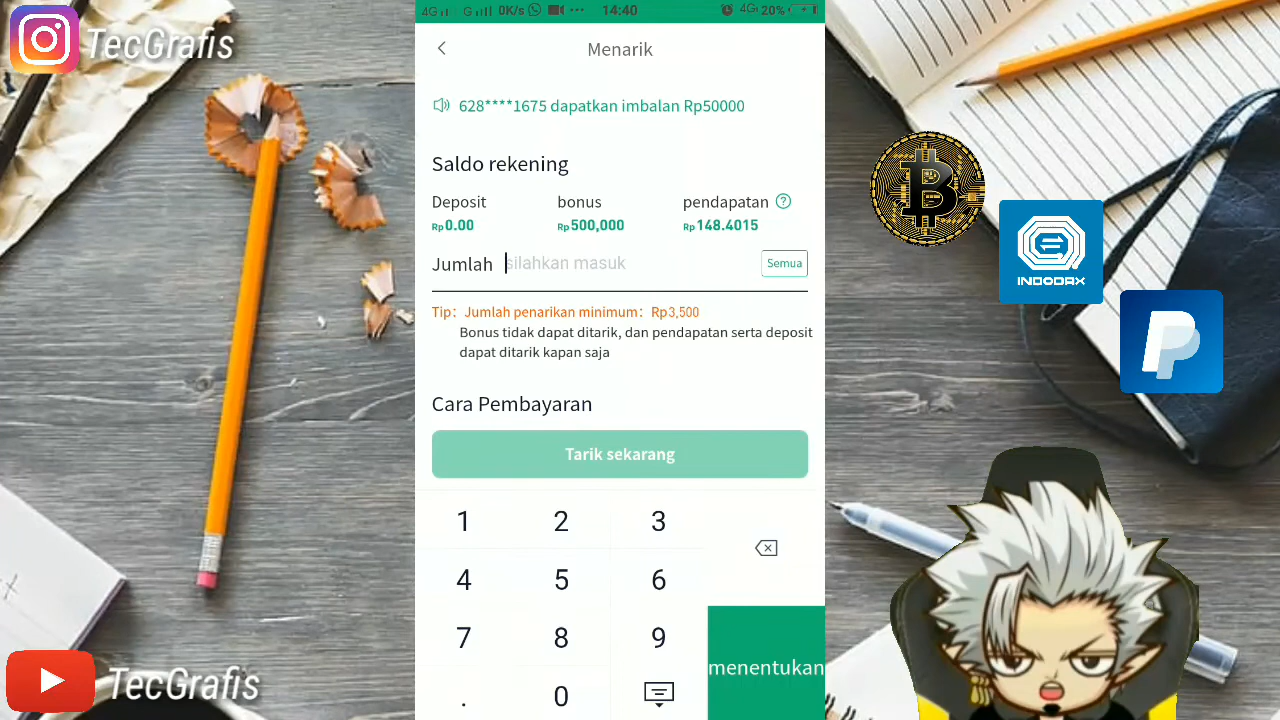 TecGrafis
4G
G
0K/s
14:40
4G
20%
Menarik
628****1675 dapatkan imbalan Rp50000
Saldo rekening
Deposit
bonus
pendapatan ?
Rp0.00
Rp500,000
Rp148.4015
Jumlah silahkan masuk Semua
Tip: Jumlah penarikan minimum: Rp3,500
Bonus tidak dapat ditarik, dan pendapatan serta deposit
dapat ditarik kapan saja
Cara Pembayaran
Tarik sekarang
1 2 3
4 5 6
7 8 9
menentukan
. 0
INDODAX
TecGrafis